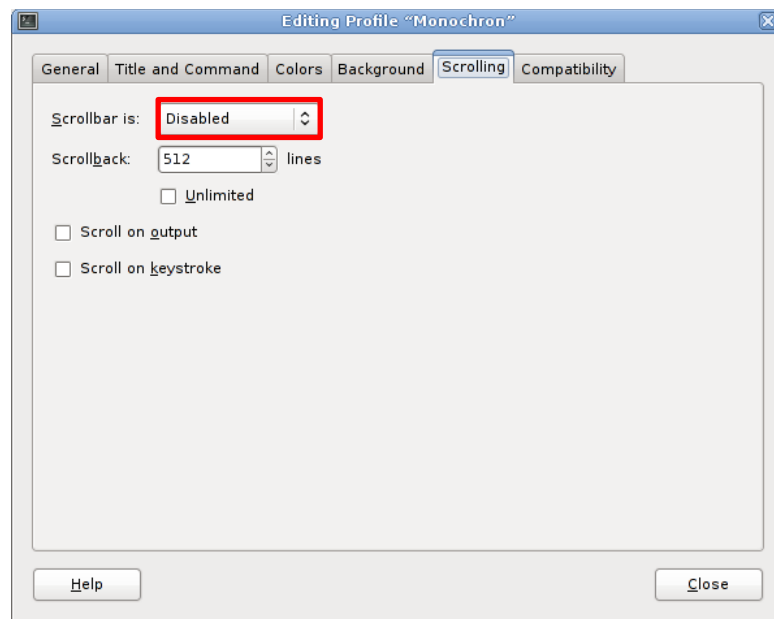 Editing Profile “Monochron”
General Title and Command Colors Background Scrolling Compatibility
Scrollbar is: Disabled
Scrollback: 512 lines
Unlimited
Scroll on output
Scroll on keystroke
Help Close